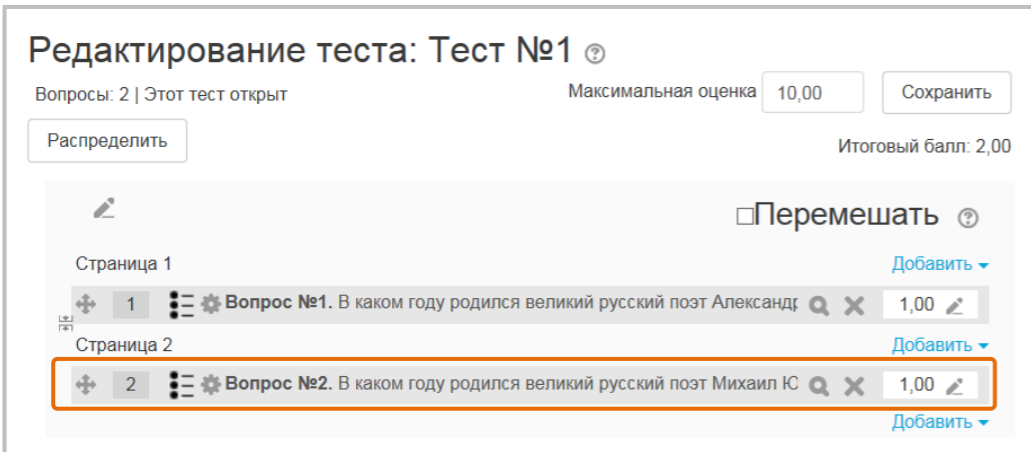 Редактирование теста: Тест №1
Вопросы: 2 | Этот тест открыт
Максимальная оценка 10,00 Сохранить
Распределить
Итоговый балл: 2,00
Перемешать
Страница 1 Добавить
1 Вопрос №1. В каком году родился великий русский поэт Александр 1,00
Страница 2 Добавить
2 Вопрос №2. В каком году родился великий русский поэт Михаил Ю 1,00
Добавить